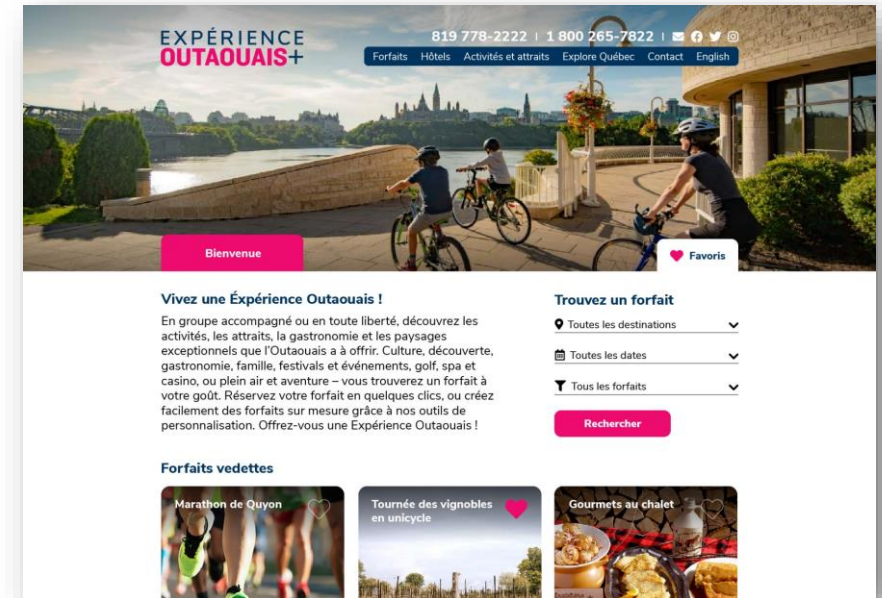 EXPÉRIENCE
OUTAOUAIS+
819 778-2222 | 1 800 265-7822 |
Forfaits Hôtels Activités et attraits Explore Québec Contact English
Bienvenue
Favoris
Vivez une Éxpérience Outaouais !
En groupe accompagné ou en toute liberté, découvrez les
activités, les attraits, la gastronomie et les paysages
exceptionnels que l’Outaouais a à offrir. Culture, découverte,
gastronomie, famille, festivals et événements, golf, spa et
casino, ou plein air et aventure – vous trouverez un forfait à
votre goût. Réservez votre forfait en quelques clics, ou créez
facilement des forfaits sur mesure grâce à nos outils de
personnalisation. Offrez-vous une Expérience Outaouais !
Trouvez un forfait
Toutes les destinations
Toutes les dates
Tous les forfaits
Rechercher
Forfaits vedettes
Marathon de Quyon
Tournée des vignobles
en unicycle
Gourmets au chalet